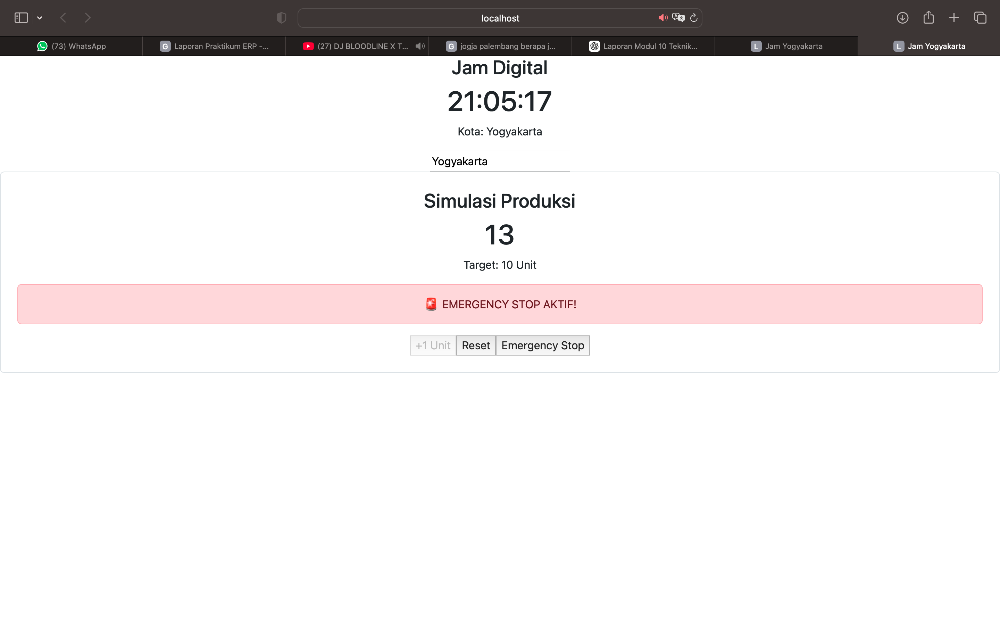 localhost
(73) WhatsApp
Laporan Praktikum ERP -...
(27) DJ BLOODLINE X T...
jogja palembang berapa j...
Laporan Modul 10 Teknik...
Jam Yogyakarta
Jam Yogyakarta
Jam Digital
21:05:17
Kota: Yogyakarta
Yogyakarta
Simulasi Produksi
13
Target: 10 Unit
🚨 EMERGENCY STOP AKTIF!
+1 Unit Reset Emergency Stop